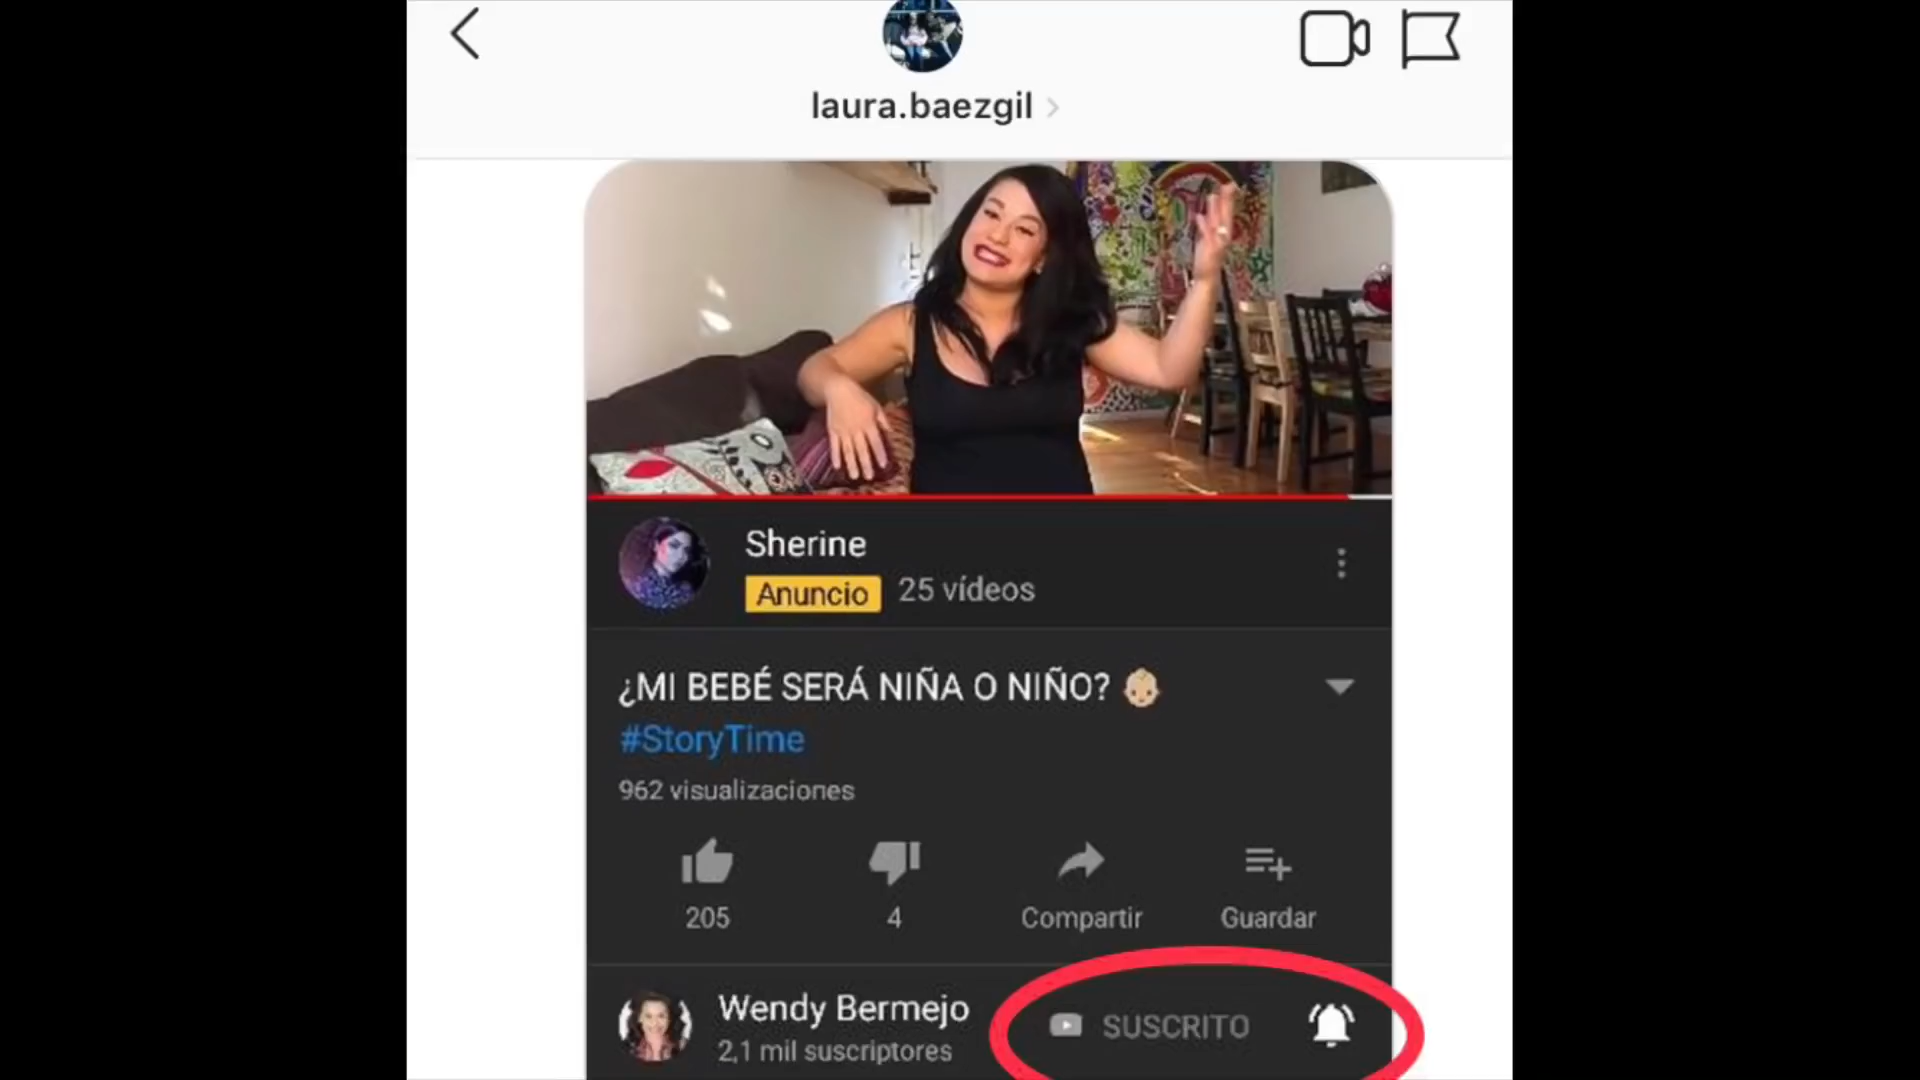 laura.baezgil
Sherine
Anuncio 25 vídeos
¿MI BEBÉ SERÁ NIÑA O NIÑO? 👶🏼
#StoryTime
962 visualizaciones
205 4 Compartir Guardar
Wendy Bermejo
2,1 mil suscriptores
SUSCRITO